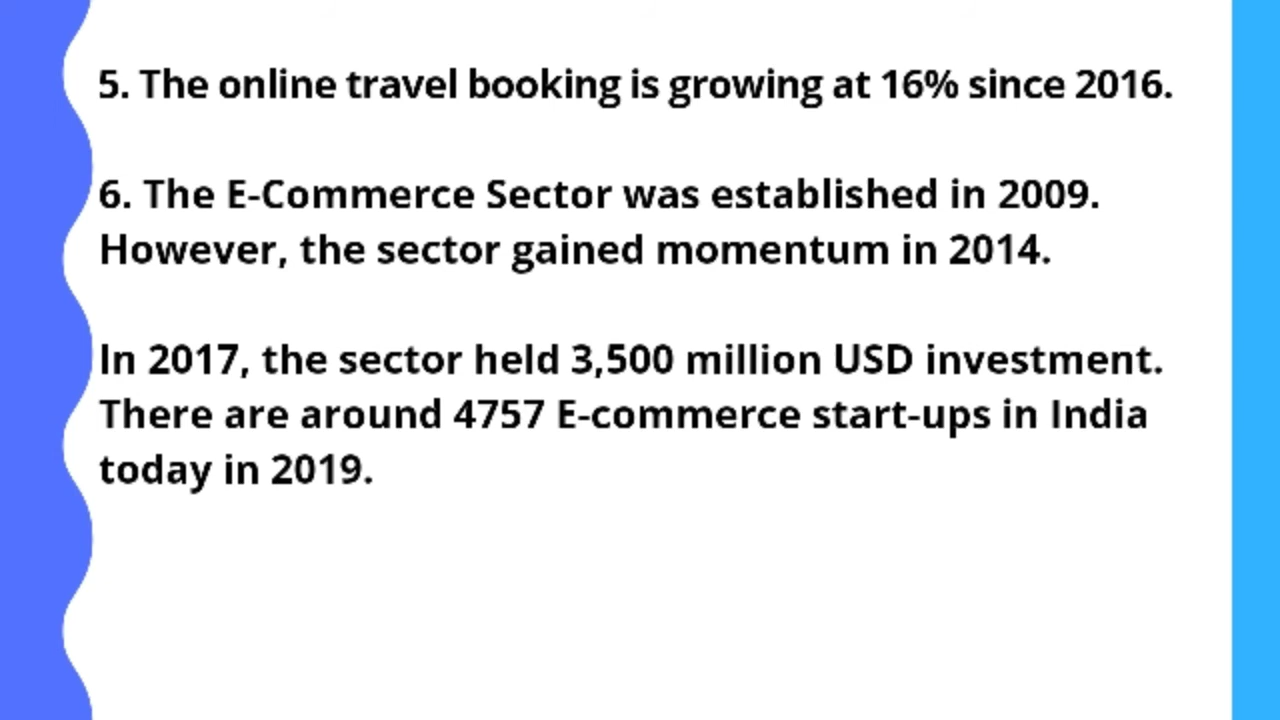 5. The online travel booking is growing at 16% since 2016.
6. The E-Commerce Sector was established in 2009.
However, the sector gained momentum in 2014.
In 2017, the sector held 3,500 million USD investment.
There are around 4757 E-commerce start-ups in India
today in 2019.